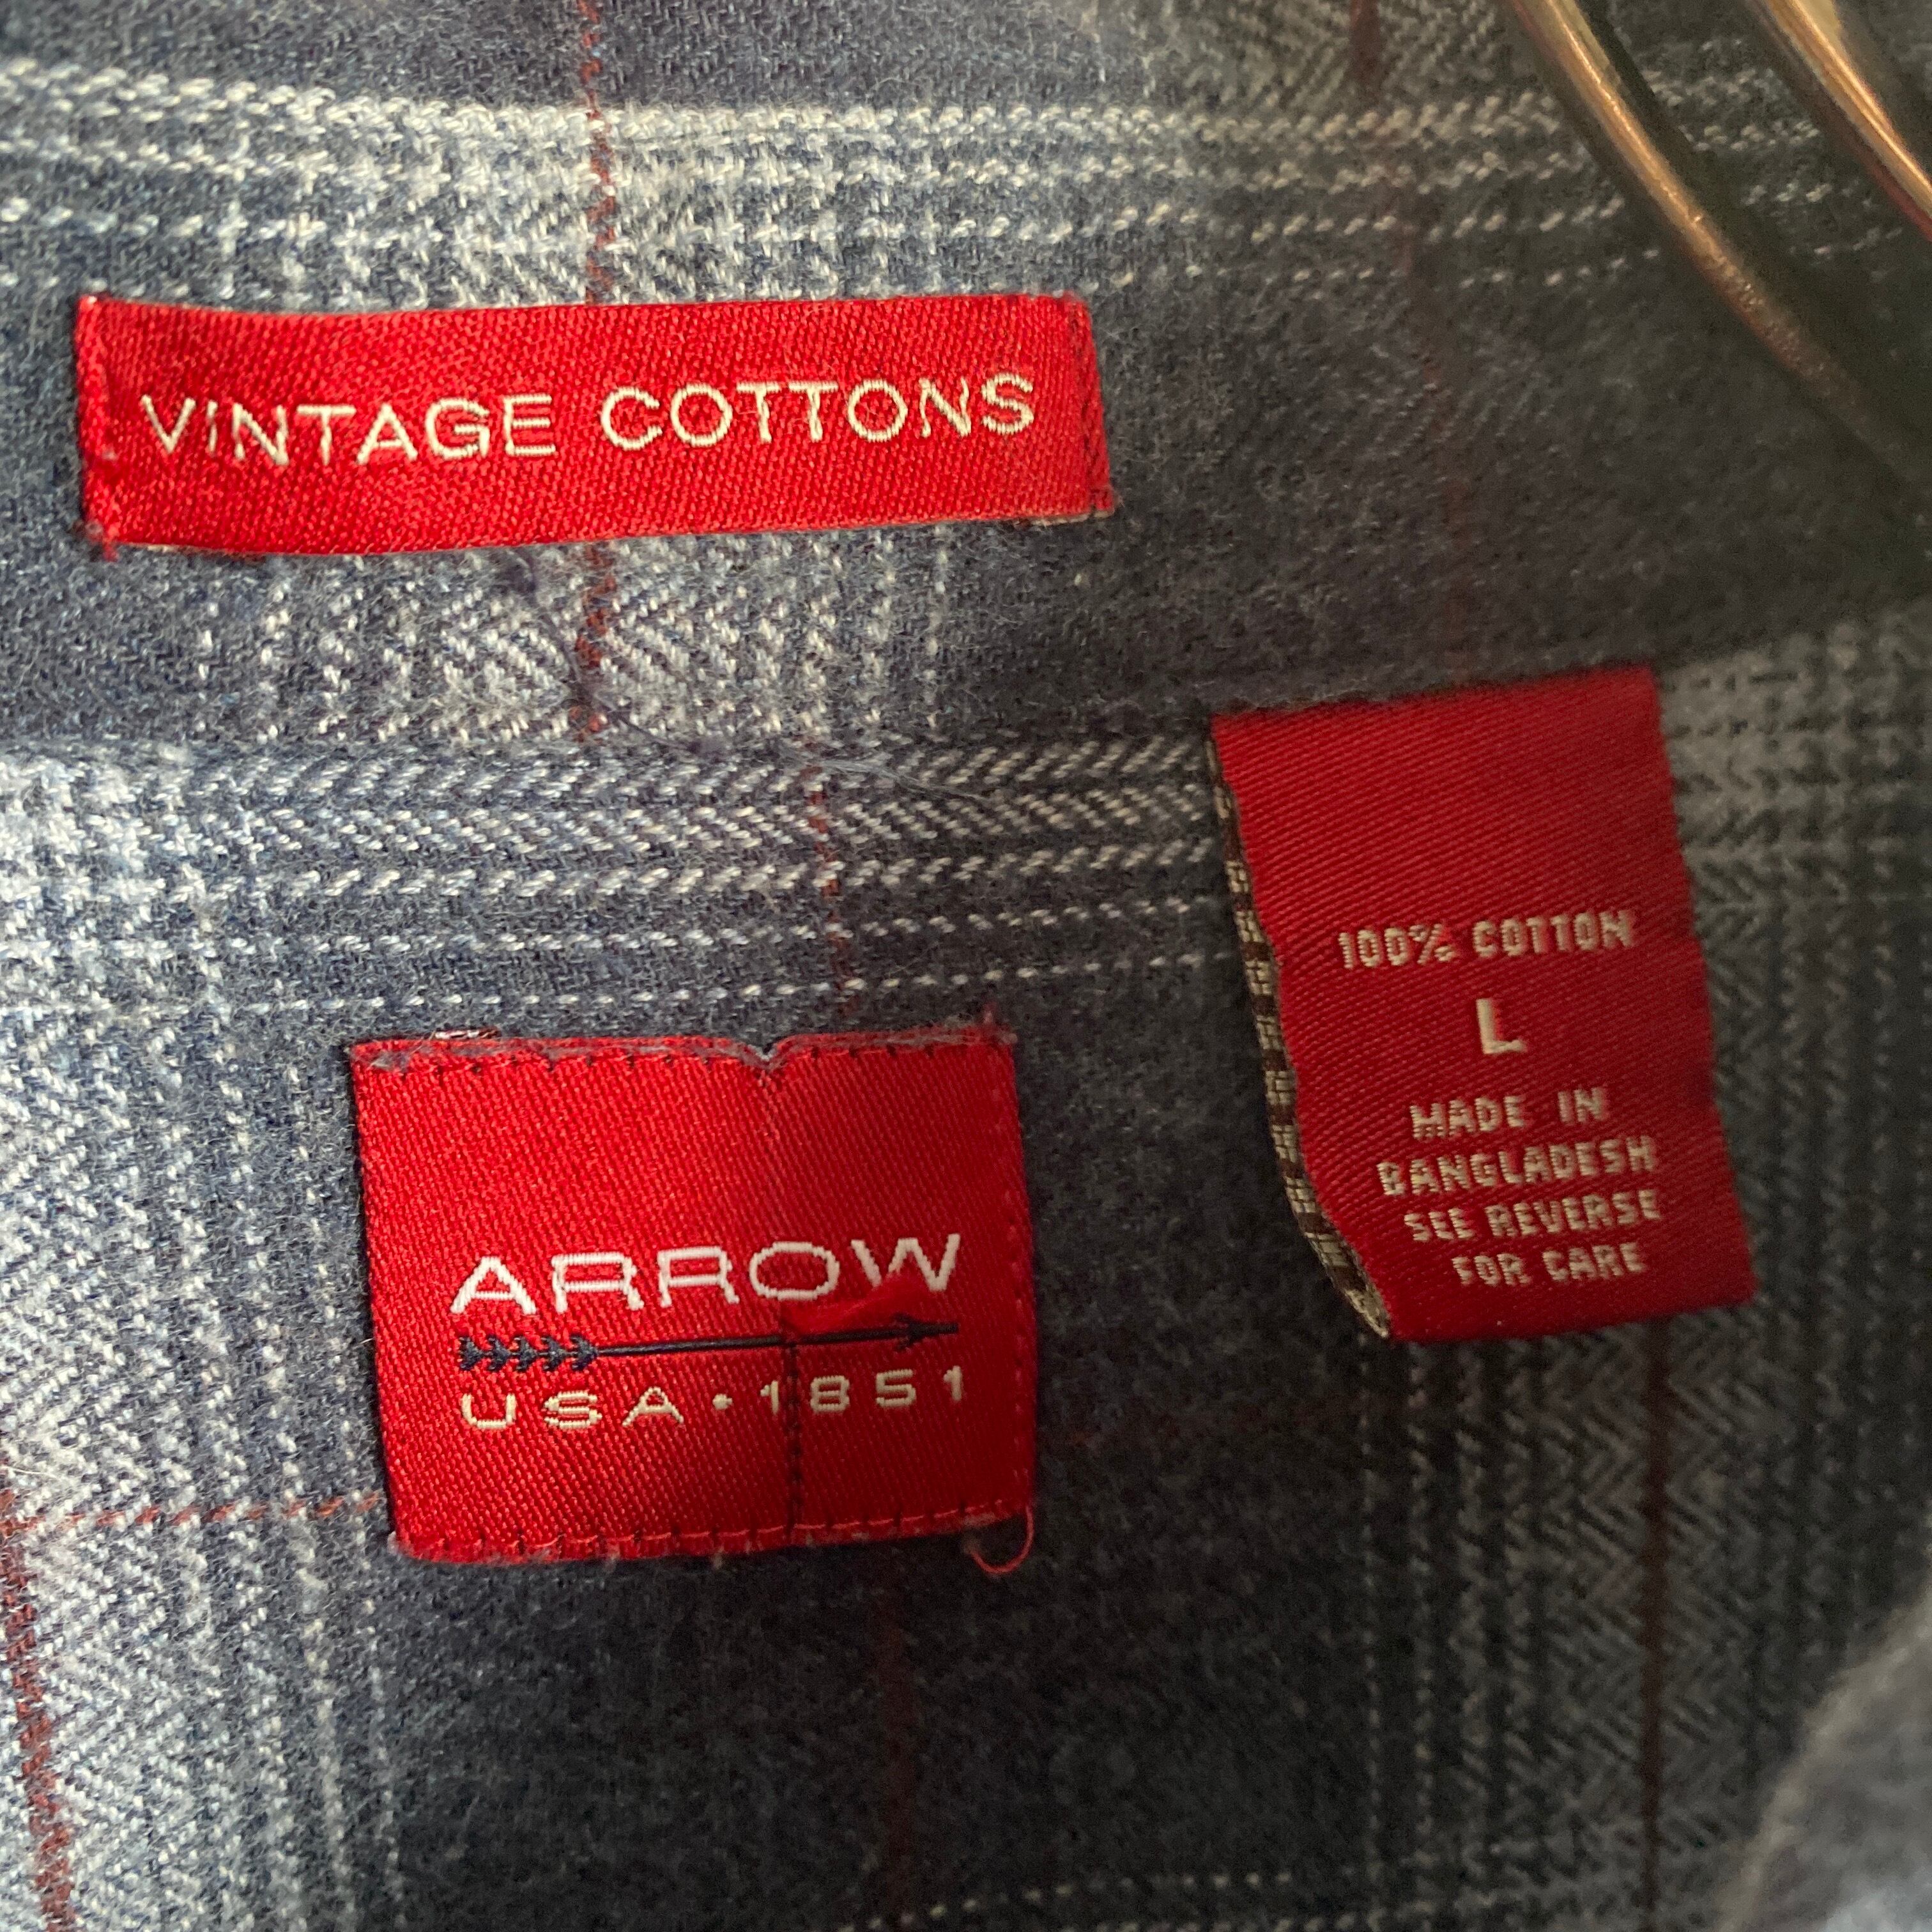 VINTAGE COTTONS
100% COTTON
L
MADE IN
BANGLADESH
SEE REVERSE
FOR CARE
ARROW
USA • 1851